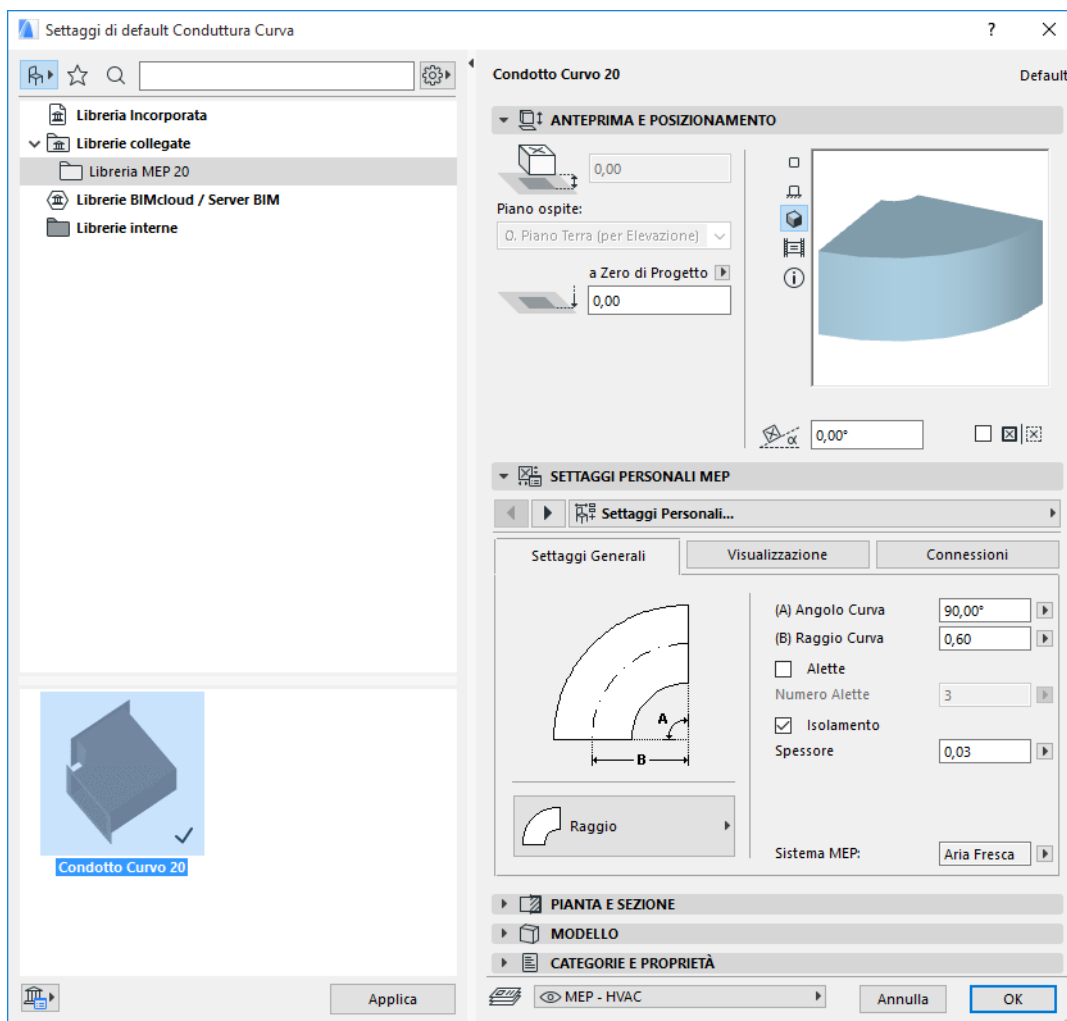 Settaggi di default Conduttura Curva
?
Libreria Incorporata
Librerie collegate
Libreria MEP 20
Librerie BIMcloud / Server BIM
Librerie interne
Condotto Curvo 20
Applica
Condotto Curvo 20
Default
ANTEPRIMA E POSIZIONAMENTO
0,00
Piano ospite:
0. Piano Terra (per Elevazione)
a Zero di Progetto
0,00
α
0,00°
SETTAGGI PERSONALI MEP
Settaggi Personali...
Settaggi Generali
Visualizzazione
Connessioni
A
B
Raggio
(A) Angolo Curva
90,00°
(B) Raggio Curva
0,60
Alette
Numero Alette
3
Isolamento
Spessore
0,03
Sistema MEP:
Aria Fresca
PIANTA E SEZIONE
MODELLO
CATEGORIE E PROPRIETÀ
MEP - HVAC
Annulla
OK